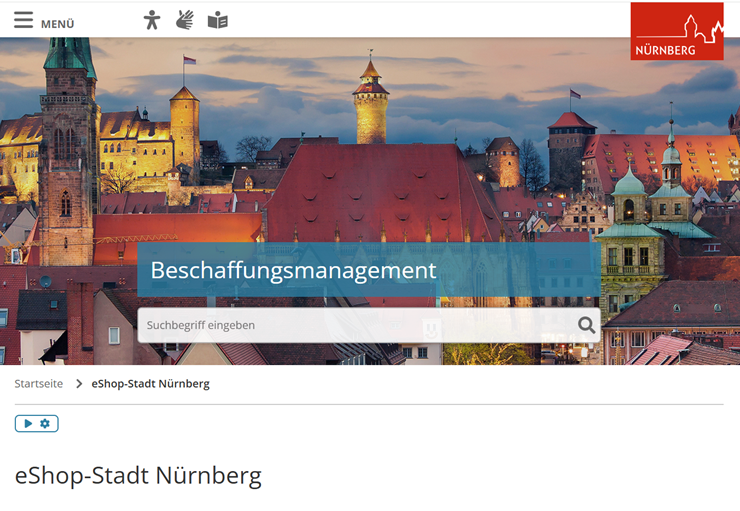 MENÜ
NÜRNBERG
Beschaffungsmanagement
Suchbegriff eingeben
Startseite > eShop-Stadt Nürnberg
eShop-Stadt Nürnberg